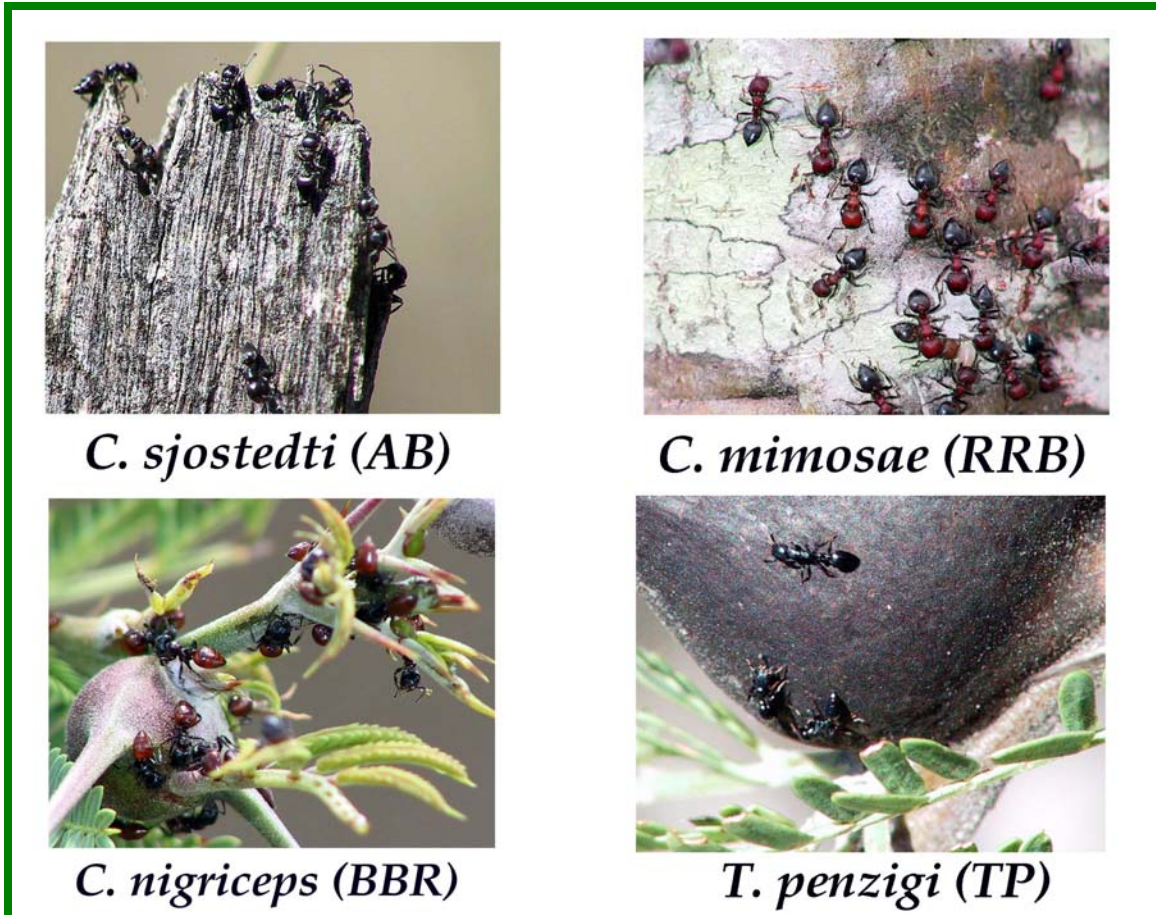 C. sjostedti (AB)
C. mimosae (RRB)
C. nigriceps (BBR)
T. penzigi (TP)